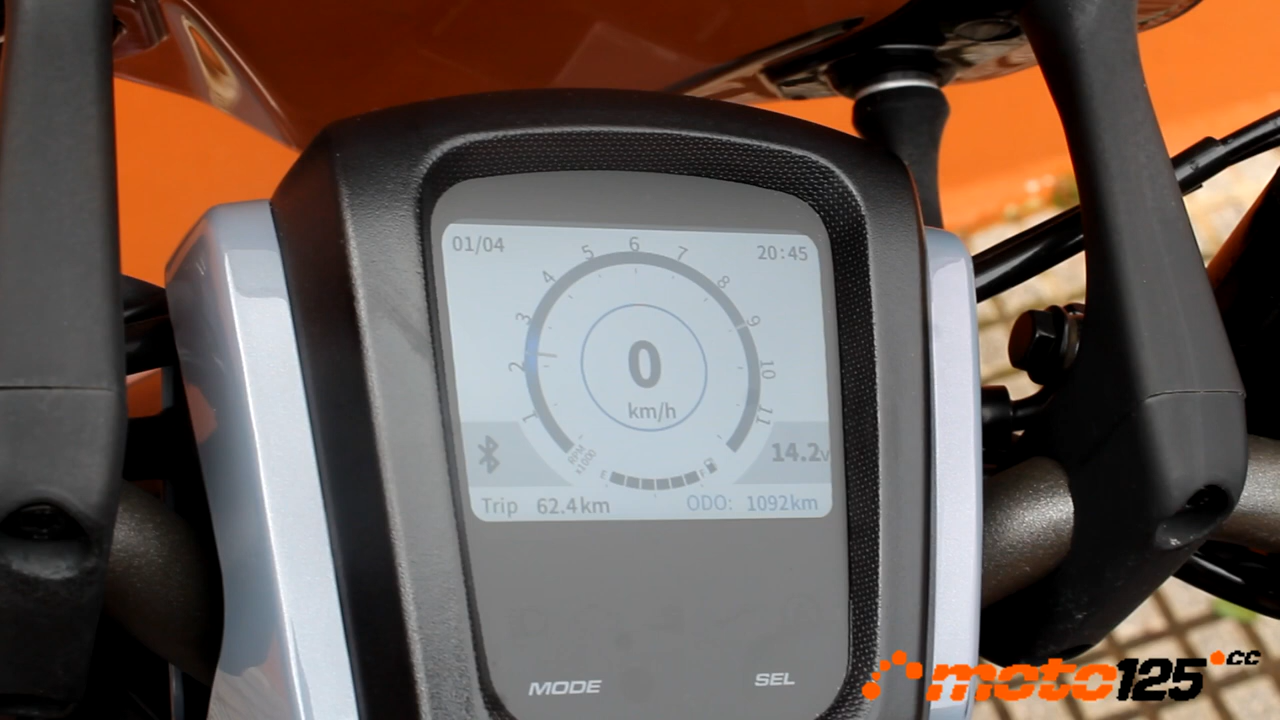 01/04
20:45
1
2
3
4
5
6
7
8
9
10
11
0
km/h
RPM
x1000
E
F
14.2v
Trip 62.4km
ODO: 1092km
MODE
SEL
moto125.cc